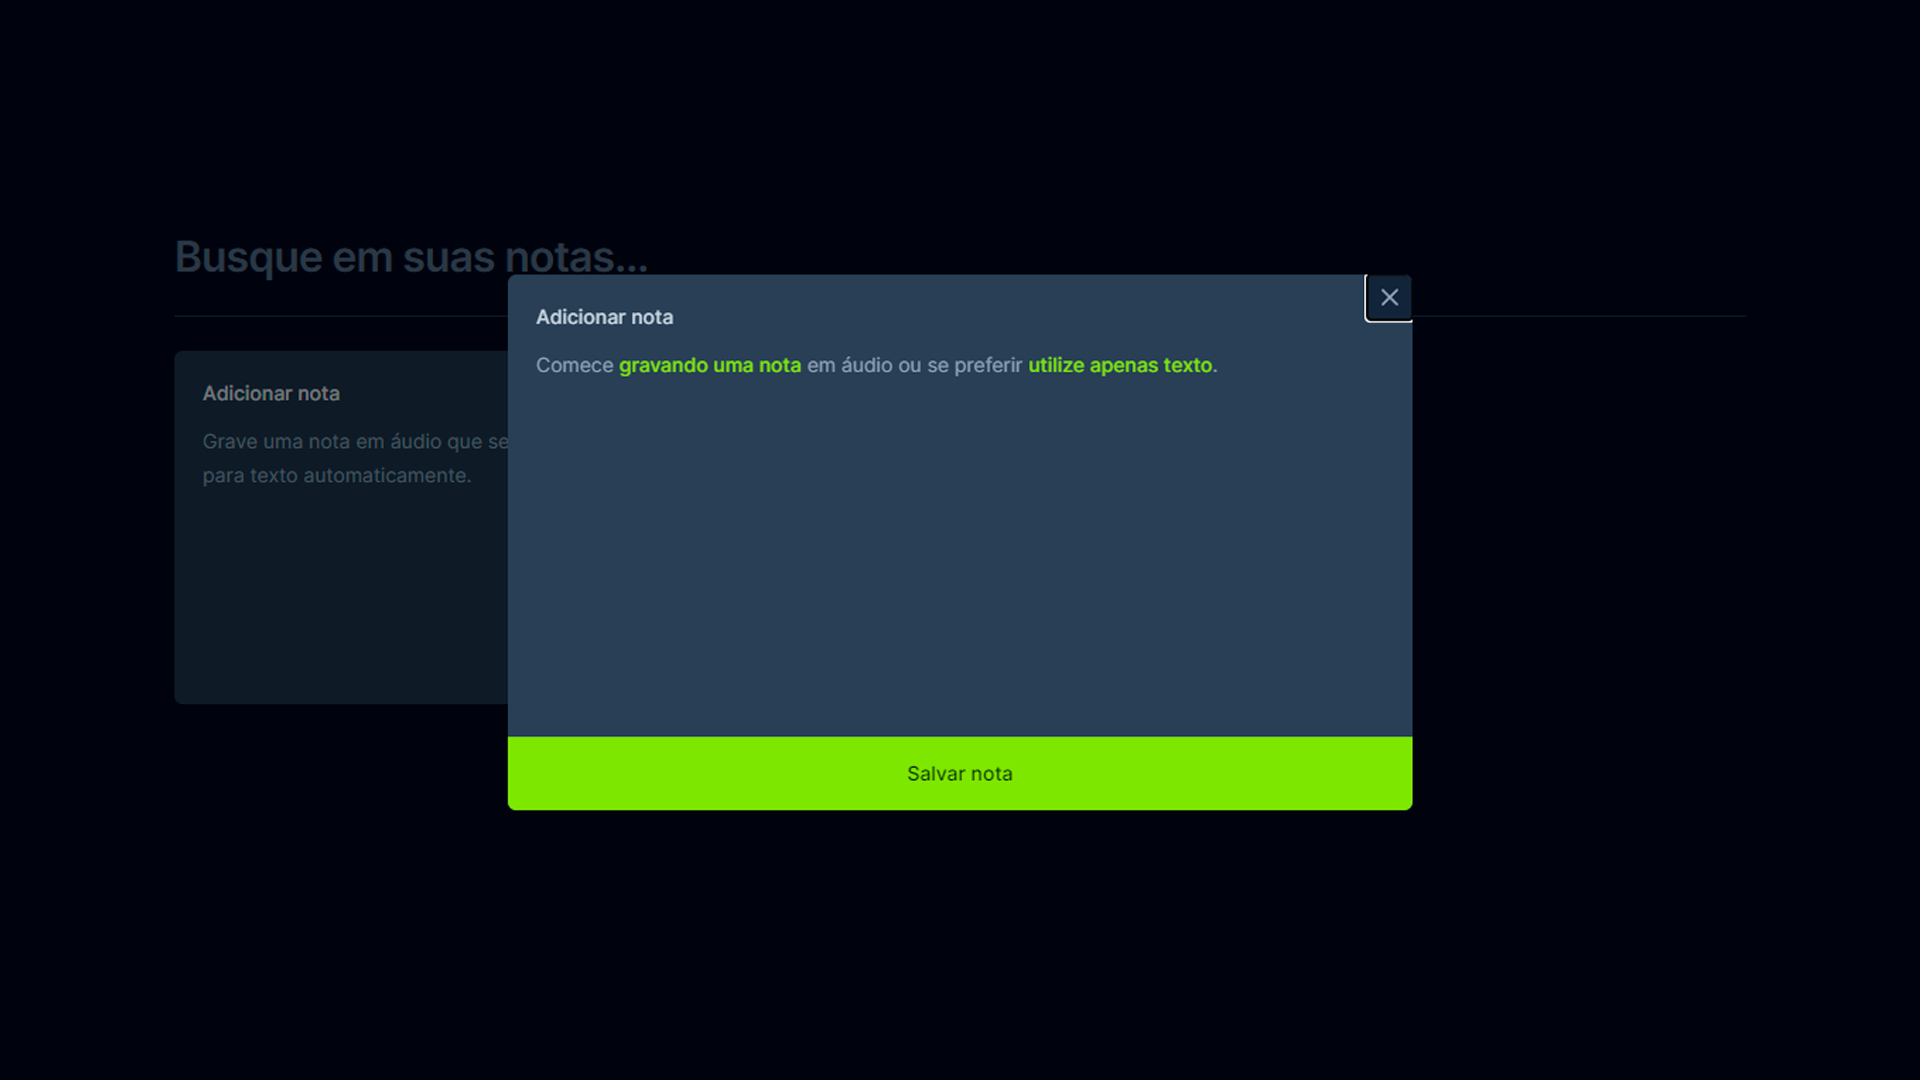 Busque em suas notas...
Adicionar nota
Grave uma nota em áudio que se
para texto automaticamente.
Adicionar nota
Comece gravando uma nota em áudio ou se preferir utilize apenas texto.
Salvar nota